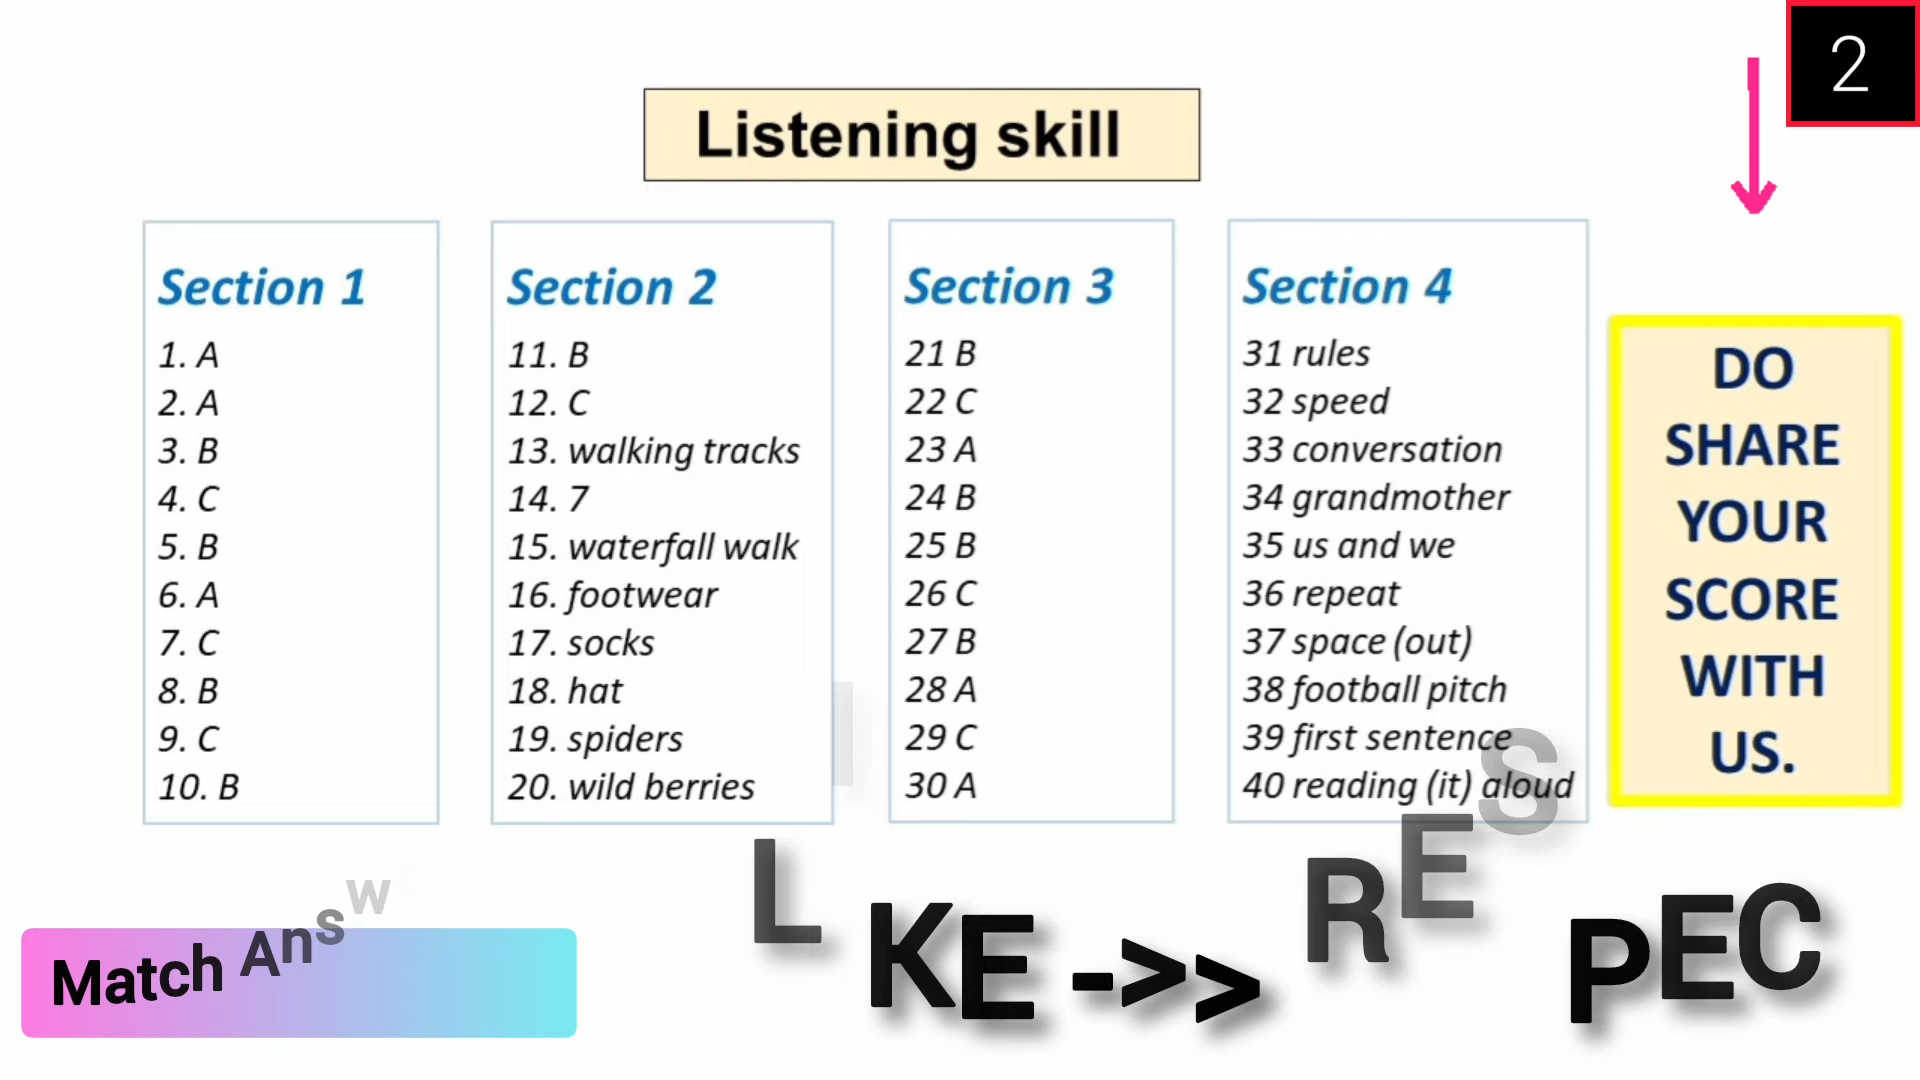 2
Listening skill
Section 1
1. A
2. A
3. B
4. C
5. B
6. A
7. C
8. B
9. C
10. B
Section 2
11. B
12. C
13. walking tracks
14. 7
15. waterfall walk
16. footwear
17. socks
18. hat
19. spiders
20. wild berries
Section 3
21 B
22 C
23 A
24 B
25 B
26 C
27 B
28 A
29 C
30 A
Section 4
31 rules
32 speed
33 conversation
34 grandmother
35 us and we
36 repeat
37 space (out)
38 football pitch
39 first sentence
40 reading (it) aloud
DO
SHARE
YOUR
SCORE
WITH
US.
Match Answ
LIKE ->> RESPEC